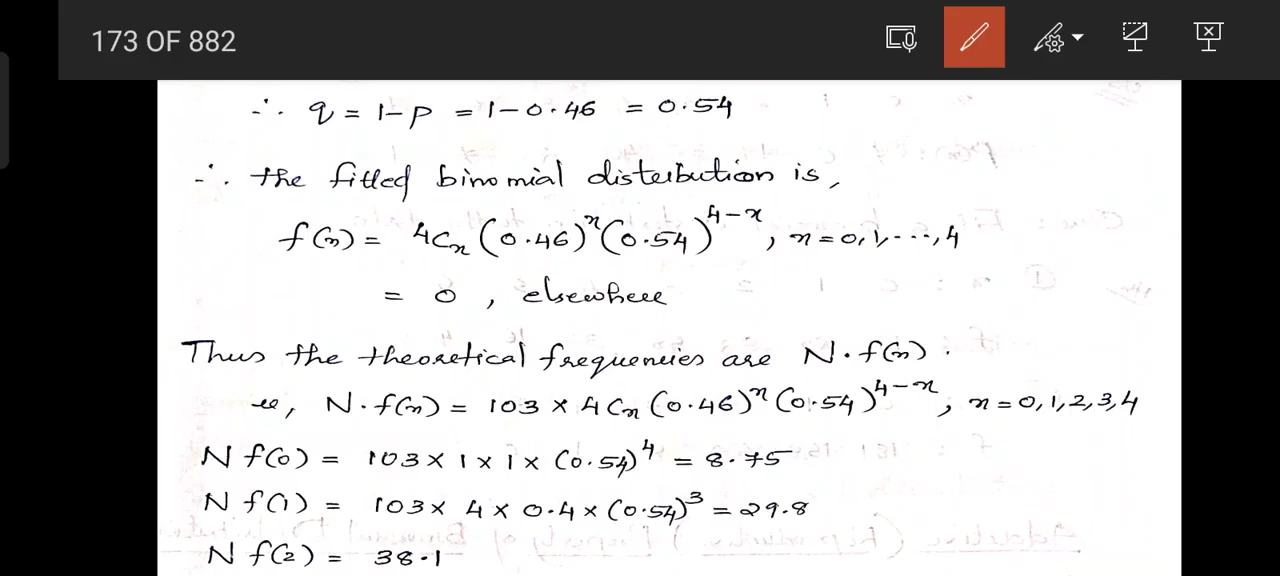 173 OF 882
∴ q = 1-p = 1-0.46 = 0.54
∴ the fitted binomial distribution is,
f(x) = 4Cx (0.46)^x (0.54)^4-x, x = 0, 1, ..., 4
= 0, elsewhere
Thus the theoretical frequencies are N.f(x).
ie, N.f(x) = 103 × 4Cx (0.46)^x (0.54)^4-x, x = 0,1,2,3,4
N f(0) = 103 × 1 × 1 × (0.54)^4 = 8.75
N f(1) = 103 × 4 × 0.4 × (0.54)^3 = 29.8
N f(2) = 38.1